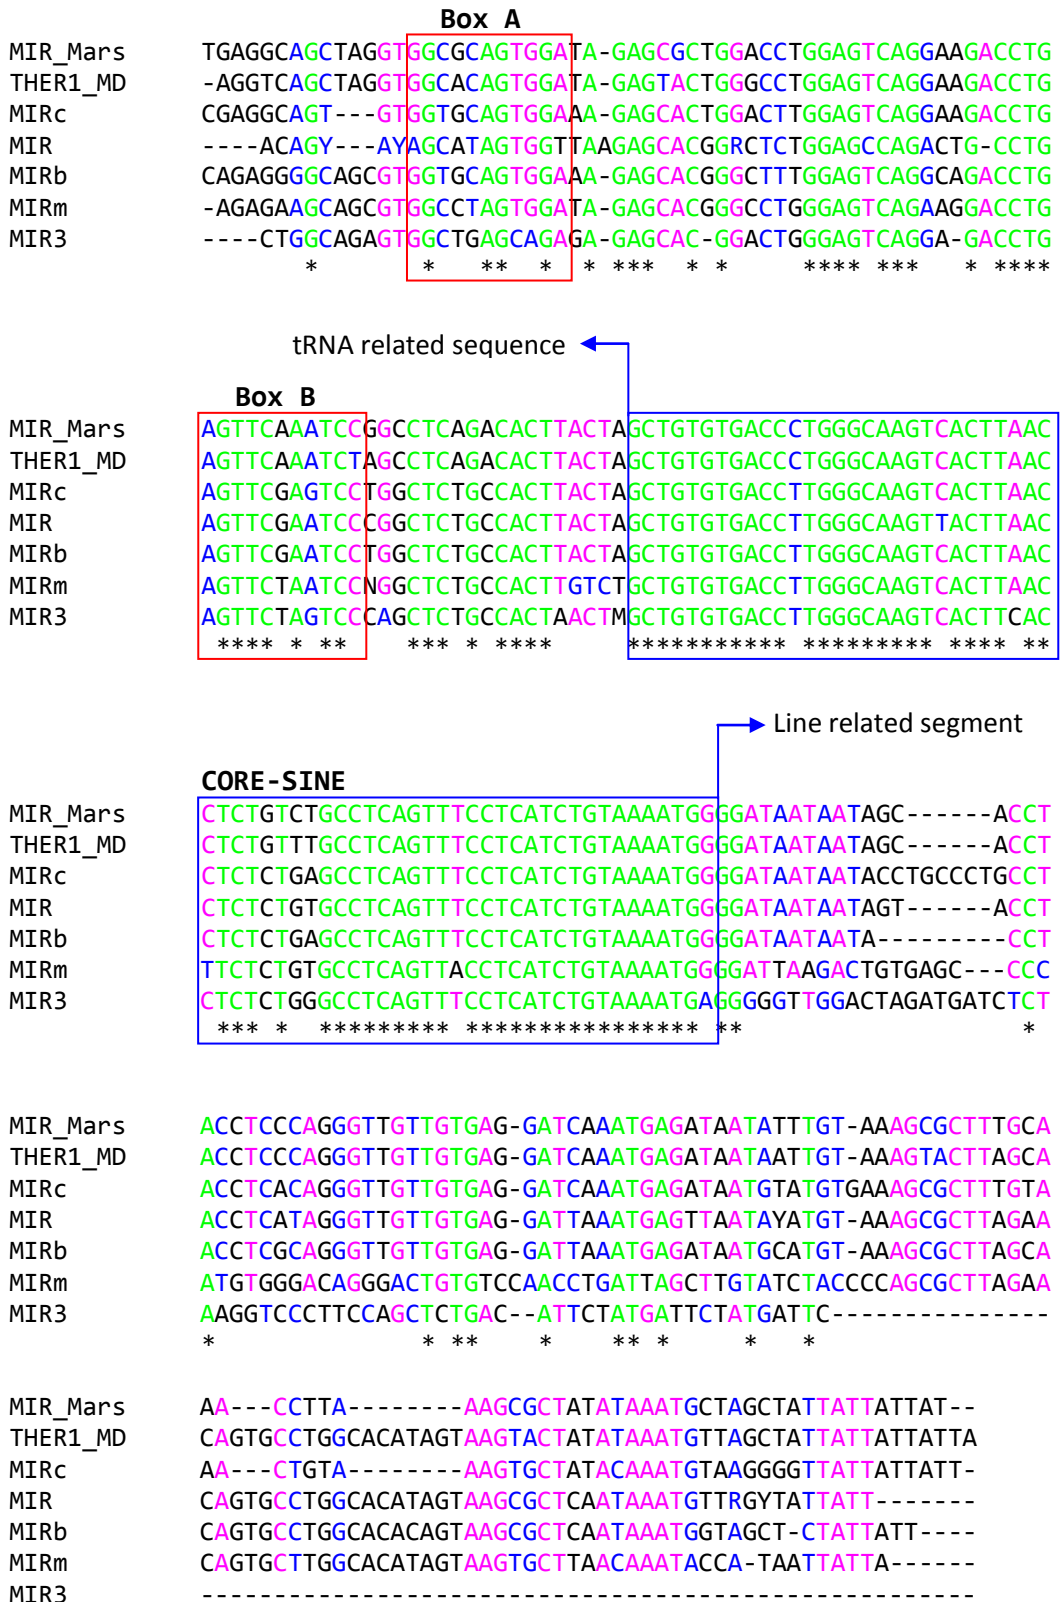 Box A
MIR_Mars TGAGGCAGCTAGGTGGCGCAGTGGATA-GAGCGCTGGACCTGGAGTCAGGAAGACCTG
THER1_MD -AGGTCAGCTAGGTGGCACAGTGGATA-GAGTACTGGGCCTGGAGTCAGGAAGACCTG
MIRc CGAGGCAGT---GTGGTGCAGTGGAAA-GAGCACTGGACTTGGAGTCAGGAAGACCTG
MIR ----ACAGY---AYAGCATAGTGGTTAAGAGCACGGRCTCTGGAGCCAGACTG-CCTG
MIRb CAGAGGGGCAGCGTGGTGCAGTGGAAA-GAGCACGGGCTTTGGAGTCAGGCAGACCTG
MIRm -AGAGAAGCAGCGTGGCCTAGTGGATA-GAGCACGGGCCTGGGAGTCAGAAGGACCTG
MIR3 ----CTGGCAGAGTGGCTGAGCAGAGA-GAGCAC-GGACTGGGAGTCAGGA-GACCTG
* * ** * * *** * * **** *** * ****
tRNA related sequence
Box B
MIR_Mars AGTTCAAATCCGGCCTCAGACACTTACTAGCTGTGTGACCCTGGGCAAGTCACTTAAC
THER1_MD AGTTCAAATCTAGCCTCAGACACTTACTAGCTGTGTGACCCTGGGCAAGTCACTTAAC
MIRc AGTTCGAGTCCTGGCTCTGCCACTTACTAGCTGTGTGACCTTGGGCAAGTCACTTAAC
MIR AGTTCGAATCCCGGCTCTGCCACTTACTAGCTGTGTGACCTTGGGCAAGTTACTTAAC
MIRb AGTTCGAATCCTGGCTCTGCCACTTACTAGCTGTGTGACCTTGGGCAAGTCACTTAAC
MIRm AGTTCTAATCCNGGCTCTGCCACTTGTCTGCTGTGTGACCTTGGGCAAGTCACTTAAC
MIR3 AGTTCTAGTCCCAGCTCTGCCACTAACTMGCTGTGTGACCTTGGGCAAGTCACTTCAC
**** * ** *** * **** *********** ********* **** **
Line related segment
CORE-SINE
MIR_Mars CTCTGTCTGCCTCAGTTTCCTCATCTGTAAAATGGGGATAATAATAGC------ACCT
THER1_MD CTCTGTTTGCCTCAGTTTCCTCATCTGTAAAATGGGGATAATAATAGC------ACCT
MIRc CTCTCTGAGCCTCAGTTTCCTCATCTGTAAAATGGGGATAATAATACCTGCCCTGCCT
MIR CTCTCTGTGCCTCAGTTTCCTCATCTGTAAAATGGGGATAATAATAGT------ACCT
MIRb CTCTCTGAGCCTCAGTTTCCTCATCTGTAAAATGGGGATAATAATA---------CCT
MIRm TTCTCTGTGCCTCAGTTACCTCATCTGTAAAATGGGGATTAAGACTGTGAGC---CCC
MIR3 CTCTCTGGGCCTCAGTTTCCTCATCTGTAAAATGAGGGGGTTGGACTAGATGATCTCT
*** * ********* **************** ** *
MIR_Mars ACCTCCCAGGGTTGTTGTGAG-GATCAAATGAGATAATATTTGT-AAAGCGCTTTGCA
THER1_MD ACCTCCCAGGGTTGTTGTGAG-GATCAAATGAGATAATAATTGT-AAAGTACTTAGCA
MIRc ACCTCACAGGGTTGTTGTGAG-GATCAAATGAGATAATGTATGTGAAAGCGCTTTGTA
MIR ACCTCATAGGGTTGTTGTGAG-GATTAAATGAGTTAATAYATGT-AAAGCGCTTAGAA
MIRb ACCTCGCAGGGTTGTTGTGAG-GATTAAATGAGATAATGCATGT-AAAGCGCTTAGCA
MIRm ATGTGGGACAGGGACTGTGTCCAACCTGATTAGCTTGTATCTACCCCAGCGCTTAGAA
MIR3 AAGGTCCCTTCCAGCTCTGAC--ATTCTATGATTCTATGATTC---------------
* * ** * ** * * *
MIR_Mars AA---CCTTA--------AAGCGCTATATAAATGCTAGCTATTATTATTAT--
THER1_MD CAGTGCCTGGCACATAGTAAGTACTATATAAATGTTAGCTATTATTATTATTA
MIRc AA---CTGTA--------AAGTGCTATACAAATGTAAGGGGTTATTATTATT-
MIR CAGTGCCTGGCACATAGTAAGCGCTCAATAAATGTTRGYTATTATT-------
MIRb CAGTGCCTGGCACACAGTAAGCGCTCAATAAATGGTAGCT-CTATTATT----
MIRm CAGTGCTTGGCACATAGTAAGTGCTTAACAAATACCA-TAATTATTA------
MIR3 -----------------------------------------------------